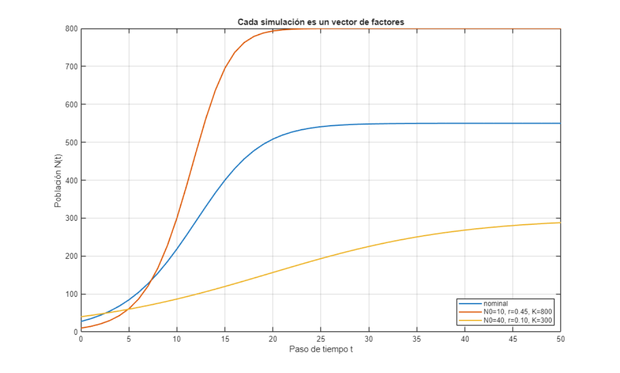 Cada simulación es un vector de factores
800
700
600
500
400
300
200
100
0
Población N(t)
0 5 10 15 20 25 30 35 40 45 50
Paso de tiempo t
nominal
N0=10, r=0.45, K=800
N0=40, r=0.10, K=300